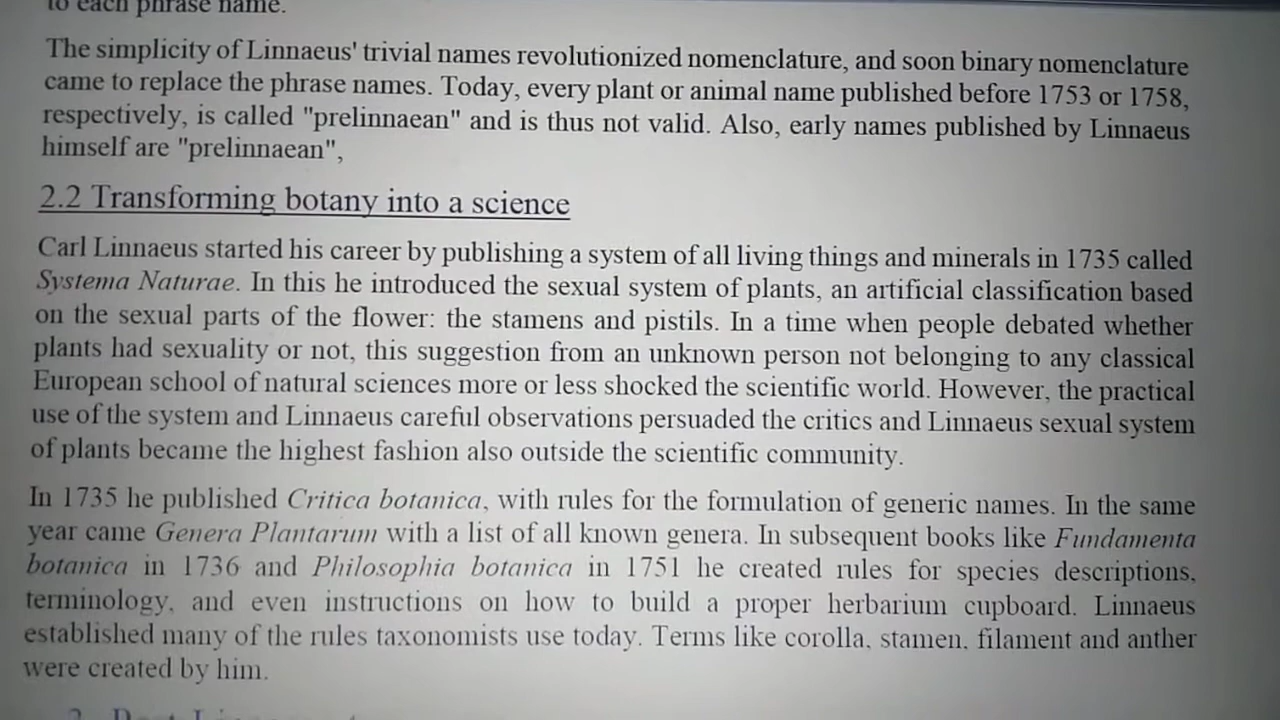 to each phrase name.
The simplicity of Linnaeus' trivial names revolutionized nomenclature, and soon binary nomenclature
came to replace the phrase names. Today, every plant or animal name published before 1753 or 1758,
respectively, is called "prelinnaean" and is thus not valid. Also, early names published by Linnaeus
himself are "prelinnaean",
2.2 Transforming botany into a science
Carl Linnaeus started his career by publishing a system of all living things and minerals in 1735 called
Systema Naturae. In this he introduced the sexual system of plants, an artificial classification based
on the sexual parts of the flower: the stamens and pistils. In a time when people debated whether
plants had sexuality or not, this suggestion from an unknown person not belonging to any classical
European school of natural sciences more or less shocked the scientific world. However, the practical
use of the system and Linnaeus careful observations persuaded the critics and Linnaeus sexual system
of plants became the highest fashion also outside the scientific community.
In 1735 he published Critica botanica, with rules for the formulation of generic names. In the same
year came Genera Plantarum with a list of all known genera. In subsequent books like Fundamenta
botanica in 1736 and Philosophia botanica in 1751 he created rules for species descriptions,
terminology, and even instructions on how to build a proper herbarium cupboard. Linnaeus
established many of the rules taxonomists use today. Terms like corolla, stamen, filament and anther
were created by him.